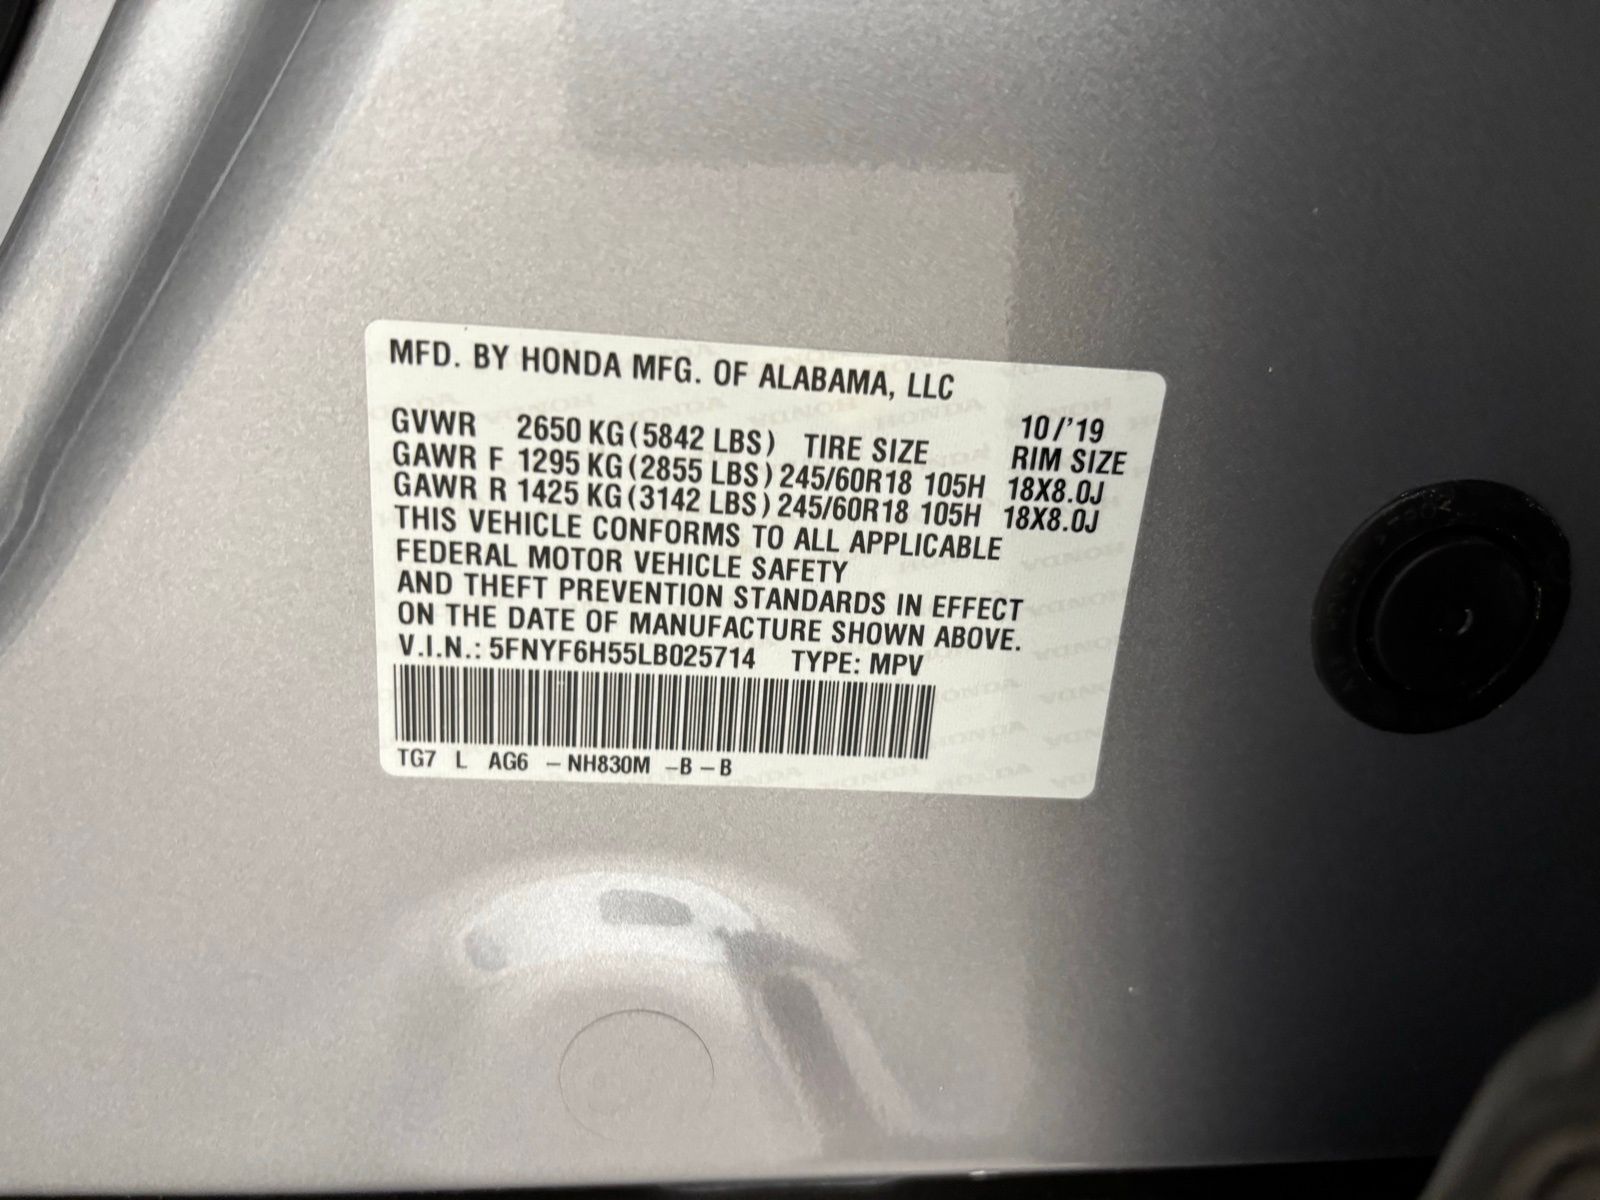 MFD. BY HONDA MFG. OF ALABAMA, LLC
10/'19
GVWR 2650 KG (5842 LBS) TIRE SIZE RIM SIZE
GAWR F 1295 KG (2855 LBS) 245/60R18 105H 18X8.0J
GAWR R 1425 KG (3142 LBS) 245/60R18 105H 18X8.0J
THIS VEHICLE CONFORMS TO ALL APPLICABLE
FEDERAL MOTOR VEHICLE SAFETY
AND THEFT PREVENTION STANDARDS IN EFFECT
ON THE DATE OF MANUFACTURE SHOWN ABOVE.
V.I.N.: 5FNYF6H55LB025714 TYPE: MPV
TG7 L AG6 – NH830M – B – B